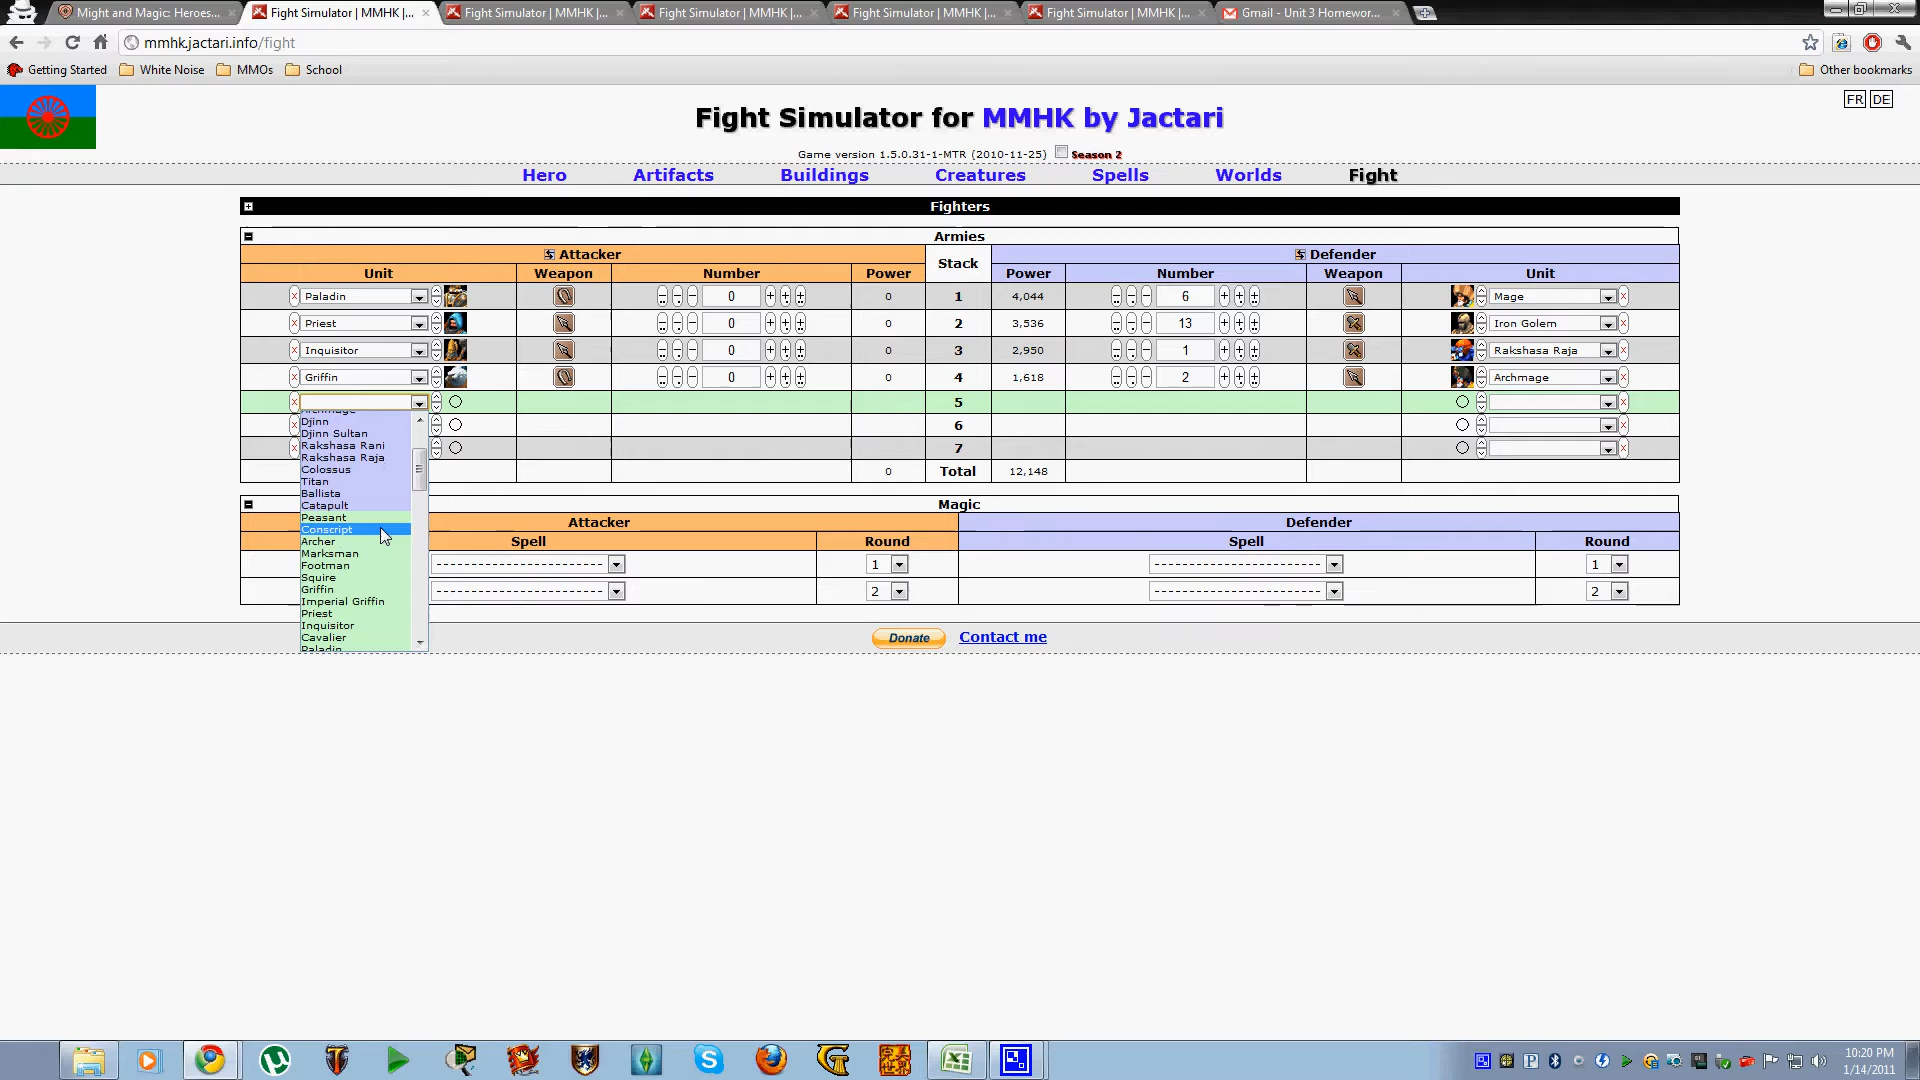 Might and Magic: Heroes... Fight Simulator | MMHK |... Fight Simulator | MMHK |... Fight Simulator | MMHK |... Fight Simulator | MMHK |... Fight Simulator | MMHK |... Gmail - Unit 3 Homewor...
mmhk.jactari.info/fight
Getting Started White Noise MMOs School Other bookmarks
FR DE
Fight Simulator for MMHK by Jactari
Game version 1.5.0.31-1-MTR (2010-11-25) Season 2
Hero Artifacts Buildings Creatures Spells Worlds Fight
Fighters
Armies
Attacker Stack Defender
Unit Weapon Number Power Power Number Weapon Unit
Paladin 0 0 1 4,044 6 Mage
Priest 0 0 2 3,536 13 Iron Golem
Inquisitor 0 0 3 2,950 1 Rakshasa Raja
Griffin 0 0 4 1,618 2 Archmage
5
6
7
0 Total 12,148
Archmage
Djinn
Djinn Sultan
Rakshasa Rani
Rakshasa Raja
Colossus
Titan
Ballista
Catapult
Peasant
Conscript
Archer
Marksman
Footman
Squire
Griffin
Imperial Griffin
Priest
Inquisitor
Cavalier
Paladin
Magic
Attacker Defender
Spell Round Spell Round
------------------------ 1 ------------------------ 1
------------------------ 2 ------------------------ 2
Donate Contact me
10:20 PM
1/14/2011